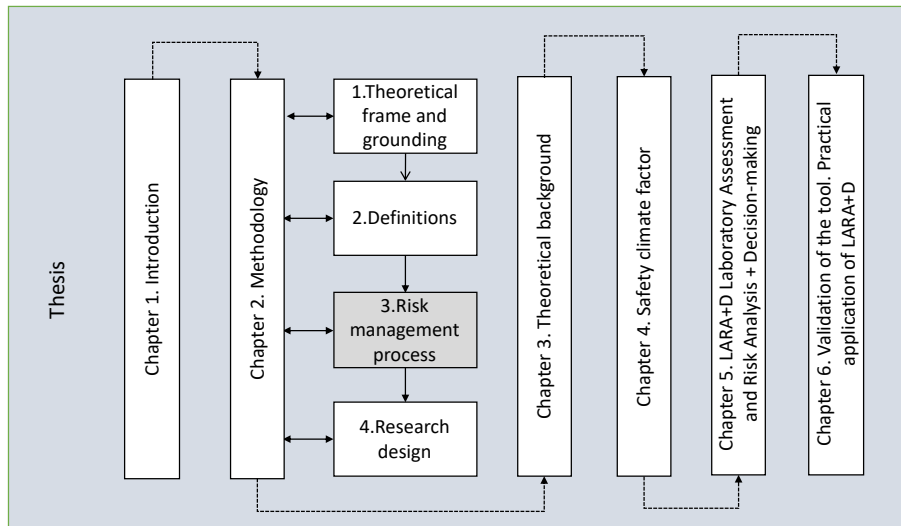 Thesis
Chapter 1. Introduction
Chapter 2. Methodology
1.Theoretical
frame and
grounding
2.Definitions
3.Risk
management
process
4.Research
design
Chapter 3. Theoretical background
Chapter 4. Safety climate factor
Chapter 5. LARA+D Laboratory Assessment
and Risk Analysis + Decision-making
Chapter 6. Validation of the tool. Practical
application of LARA+D